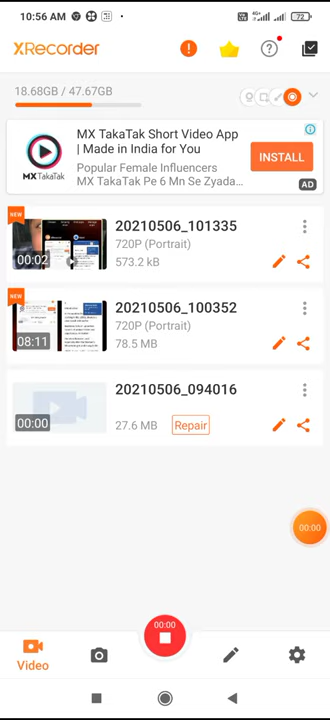 10:56 AM
4G+
72
XRecorder
18.68GB / 47.67GB
MX TakaTak Short Video App
| Made in India for You
Popular Female Influencers
MX TakaTak Pe 6 Mn Se Zyada...
MXTakaTak
INSTALL
AD
NEW
20210506_101335
720P (Portrait)
573.2 kB
00:02
NEW
20210506_100352
720P (Portrait)
78.5 MB
08:11
20210506_094016
00:00
27.6 MB
Repair
00:00
00:00
Video